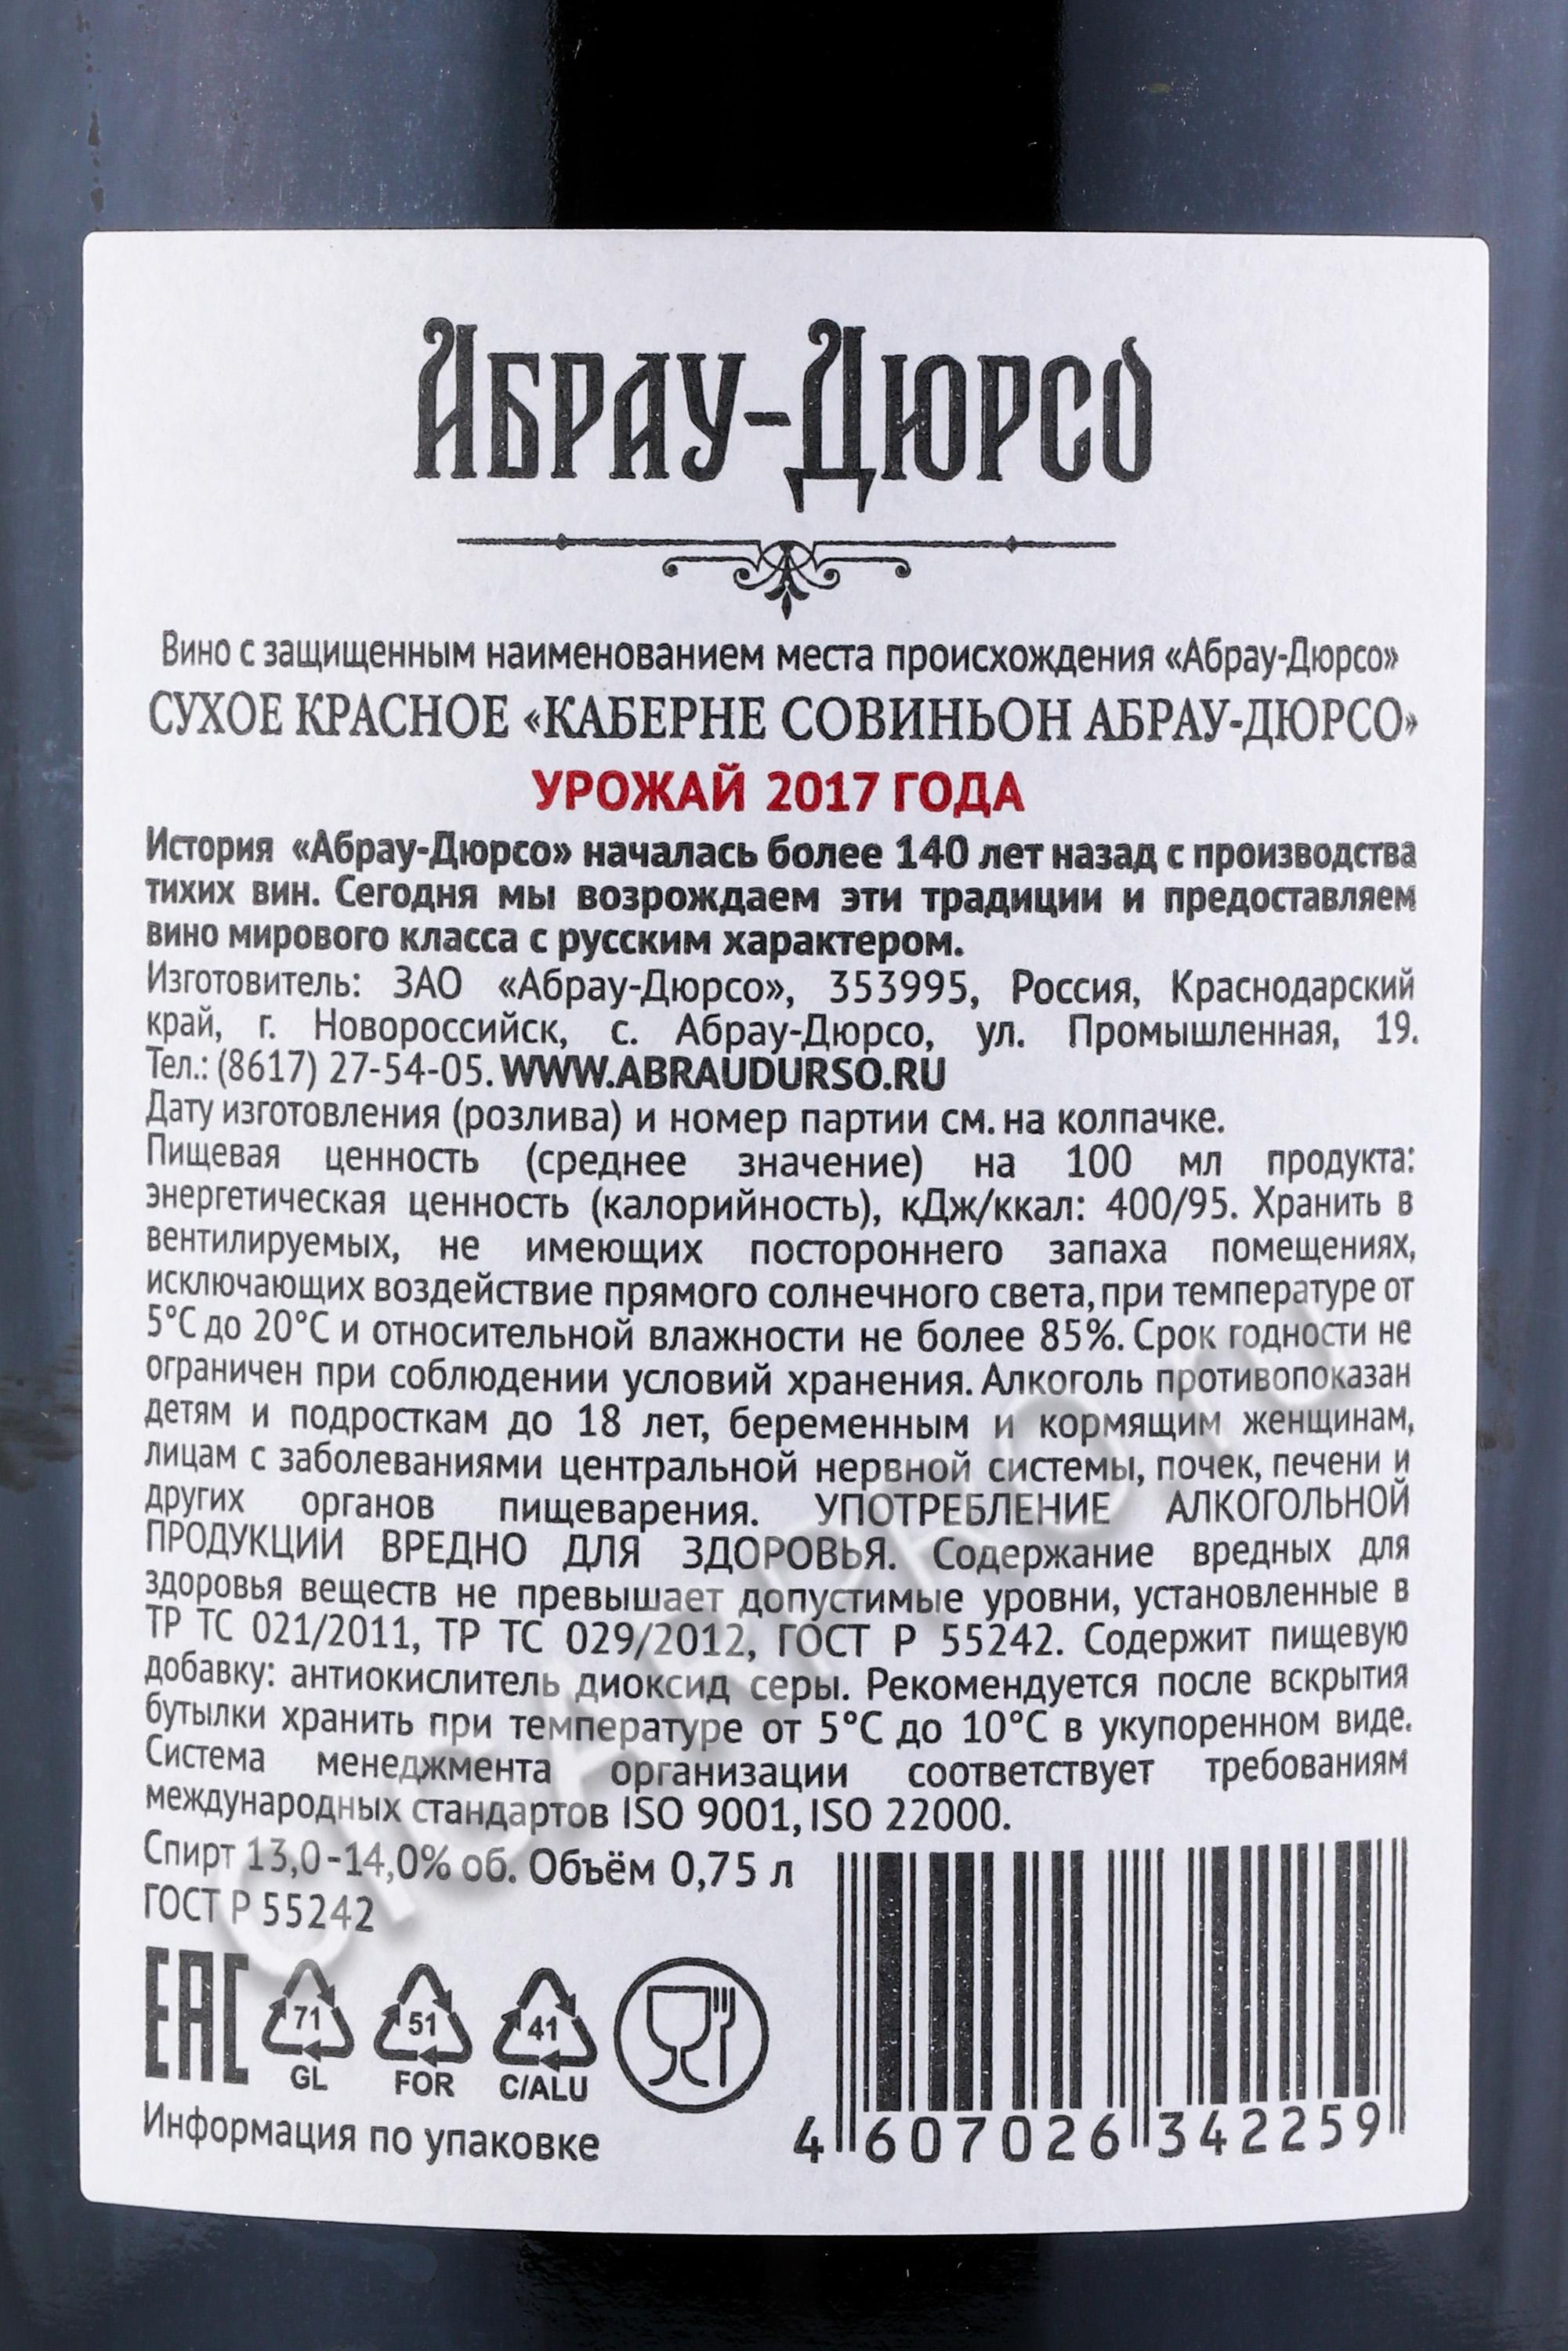 АБРАУ-ДЮРСО
Вино с защищенным наименованием места происхождения «Абрау-Дюрсо»
СУХОЕ КРАСНОЕ «КАБЕРНЕ СОВИНЬОН АБРАУ-ДЮРСО»
УРОЖАЙ 2017 ГОДА
История «Абрау-Дюрсо» началась более 140 лет назад с производства
тихих вин. Сегодня мы возрождаем эти традиции и предоставляем
вино мирового класса с русским характером.
Изготовитель: ЗАО «Абрау-Дюрсо», 353995, Россия, Краснодарский
край, г. Новороссийск, с. Абрау-Дюрсо, ул. Промышленная, 19.
Тел.: (8617) 27-54-05. WWW.ABRAUDURSO.RU
Дату изготовления (розлива) и номер партии см. на колпачке.
Пищевая ценность (среднее значение) на 100 мл продукта:
энергетическая ценность (калорийность), кДж/ккал: 400/95. Хранить в
вентилируемых, не имеющих постороннего запаха помещениях,
исключающих воздействие прямого солнечного света, при температуре от
5°С до 20°С и относительной влажности не более 85%. Срок годности не
ограничен при соблюдении условий хранения. Алкоголь противопоказан
детям и подросткам до 18 лет, беременным и кормящим женщинам,
лицам с заболеваниями центральной нервной системы, почек, печени и
других органов пищеварения. УПОТРЕБЛЕНИЕ АЛКОГОЛЬНОЙ
ПРОДУКЦИИ ВРЕДНО ДЛЯ ЗДОРОВЬЯ. Содержание вредных для
здоровья веществ не превышает допустимые уровни, установленные в
ТР ТС 021/2011, ТР ТС 029/2012, ГОСТ Р 55242. Содержит пищевую
добавку: антиокислитель диоксид серы. Рекомендуется после вскрытия
бутылки хранить при температуре от 5°С до 10°С в укупоренном виде.
Система менеджмента организации соответствует требованиям
международных стандартов ISO 9001, ISO 22000.
Спирт 13,0-14,0% об. Объём 0,75 л
ГОСТ Р 55242
EAC 71 51 41
GL FOR C/ALU
Информация по упаковке
4 607026 342259
CIGARPRO.ru